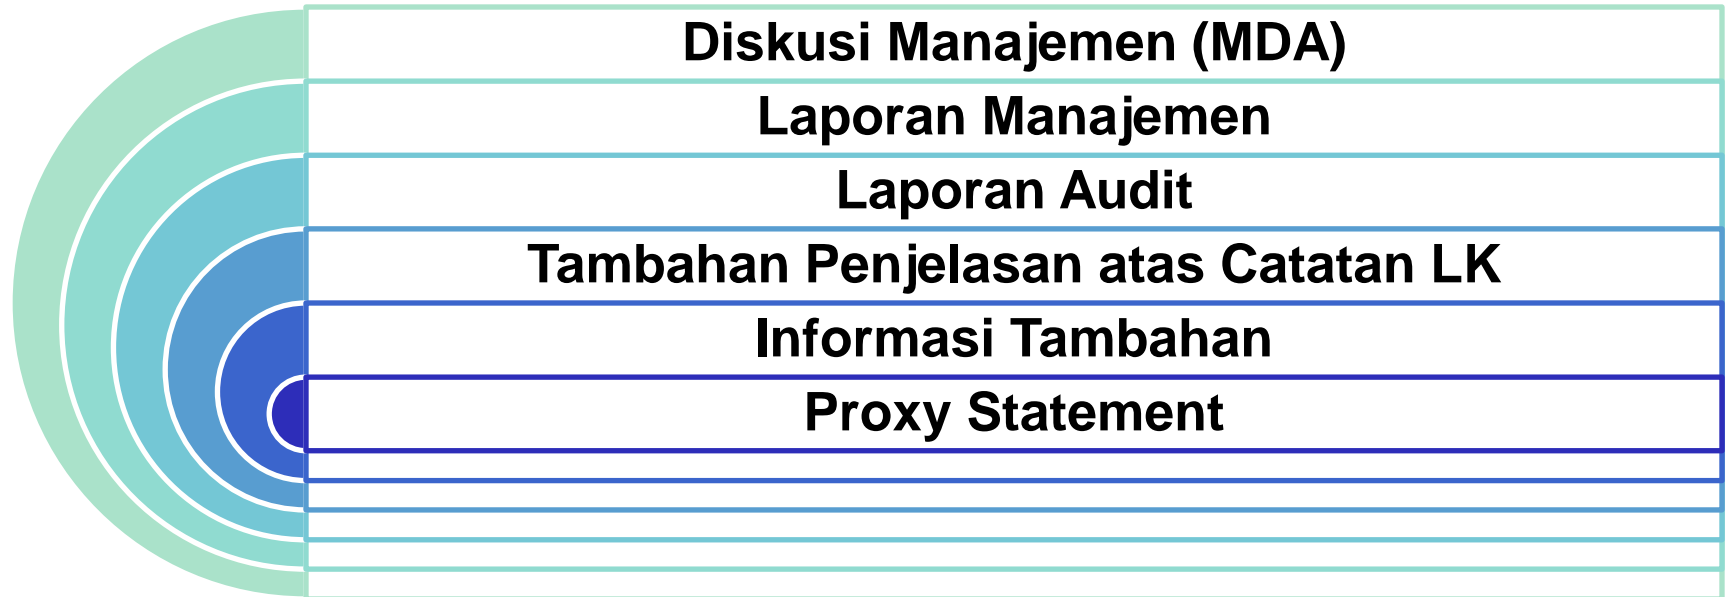 Diskusi Manajemen (MDA)
Laporan Manajemen
Laporan Audit
Tambahan Penjelasan atas Catatan LK
Informasi Tambahan
Proxy Statement